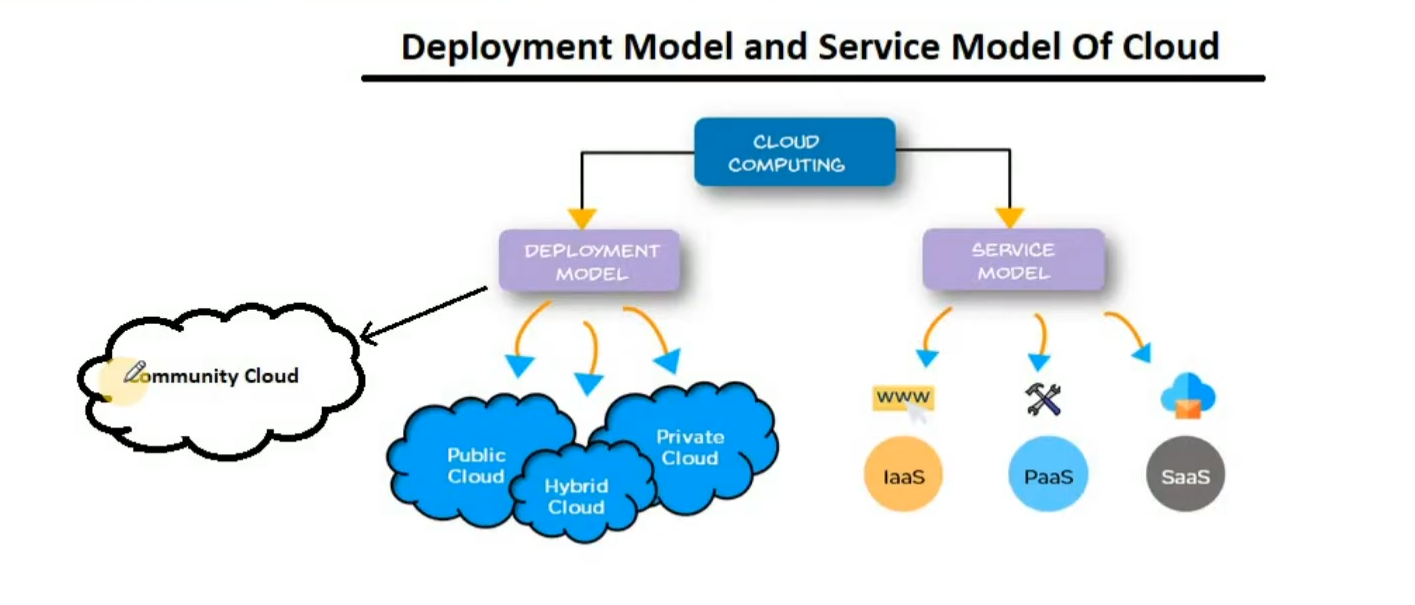 Deployment Model and Service Model Of Cloud
CLOUD
COMPUTING
DEPLOYMENT
MODEL
SERVICE
MODEL
Community Cloud
Public
Cloud
Hybrid
Cloud
Private
Cloud
WWW
IaaS
PaaS
SaaS